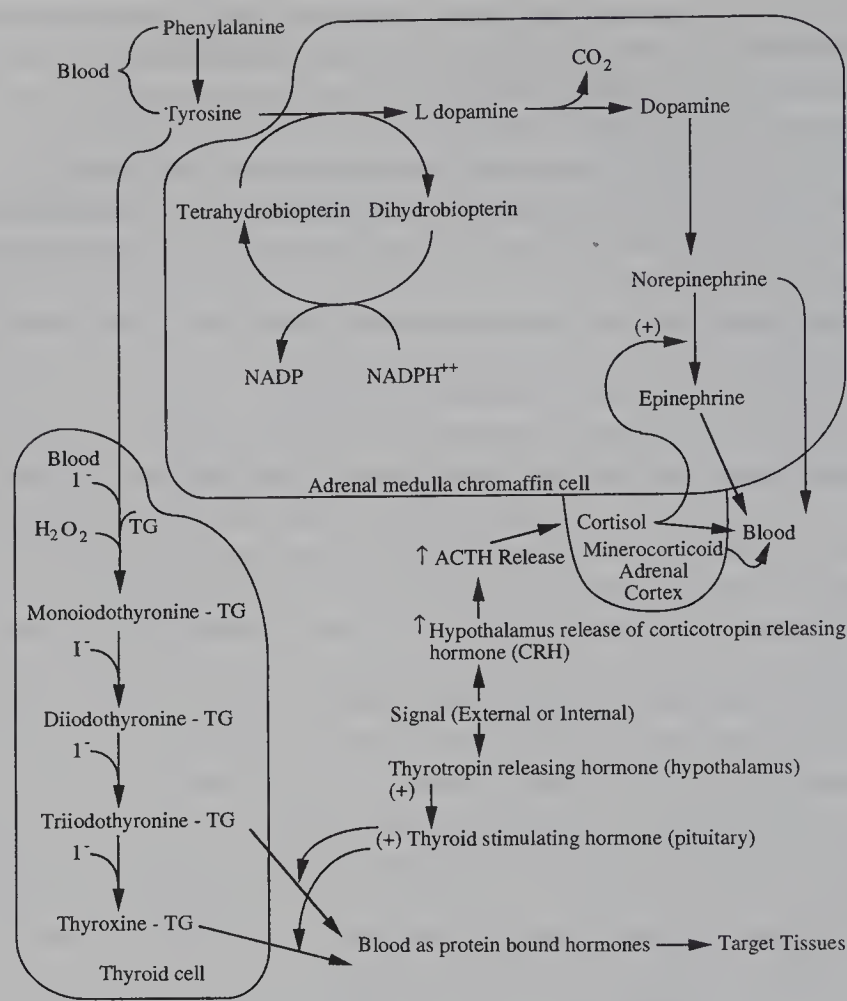 Phenylalanine
Blood
Tyrosine
L dopamine
CO2
Dopamine
Tetrahydrobiopterin
Dihydrobiopterin
NADP
NADPH++
Norepinephrine
(+)
Epinephrine
Adrenal medulla chromaffin cell
Blood
1-
H2O2
TG
Monoiodothyronine - TG
I-
Diiodothyronine - TG
1-
Triiodothyronine - TG
1-
Thyroxine - TG
Thyroid cell
Cortisol
Minerocorticoid
Adrenal
Cortex
Blood
↑ ACTH Release
↑ Hypothalamus release of corticotropin releasing
hormone (CRH)
Signal (External or Internal)
Thyrotropin releasing hormone (hypothalamus)
(+)
(+) Thyroid stimulating hormone (pituitary)
Blood as protein bound hormones
Target Tissues